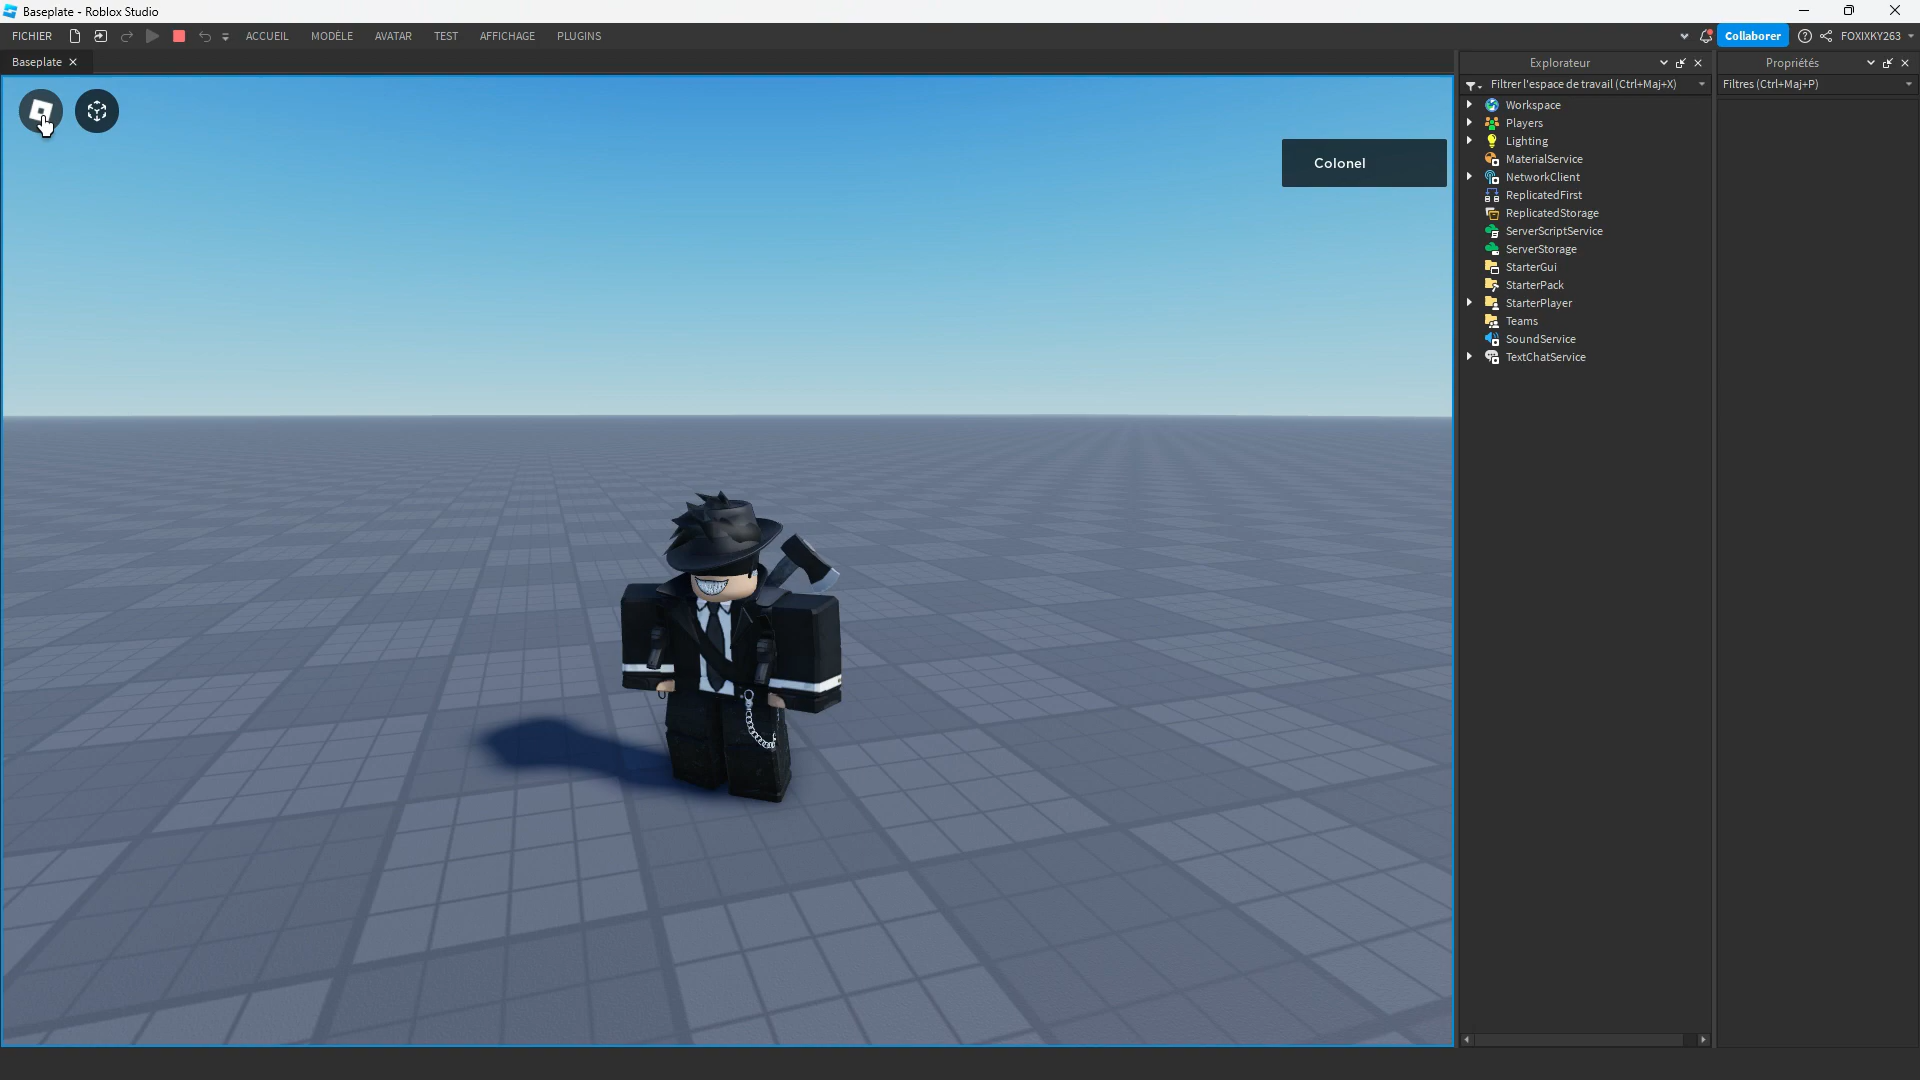 Baseplate - Roblox Studio
FICHIER ACCUEIL MODÈLE AVATAR TEST AFFICHAGE PLUGINS Collaborer FOXIXKY263
Baseplate
Explorateur
Propriétés
Filtrer l'espace de travail (Ctrl+Maj+X)
Filtres (Ctrl+Maj+P)
Workspace
Players
Lighting
MaterialService
NetworkClient
ReplicatedFirst
ReplicatedStorage
ServerScriptService
ServerStorage
StarterGui
StarterPack
StarterPlayer
Teams
SoundService
TextChatService
Colonel